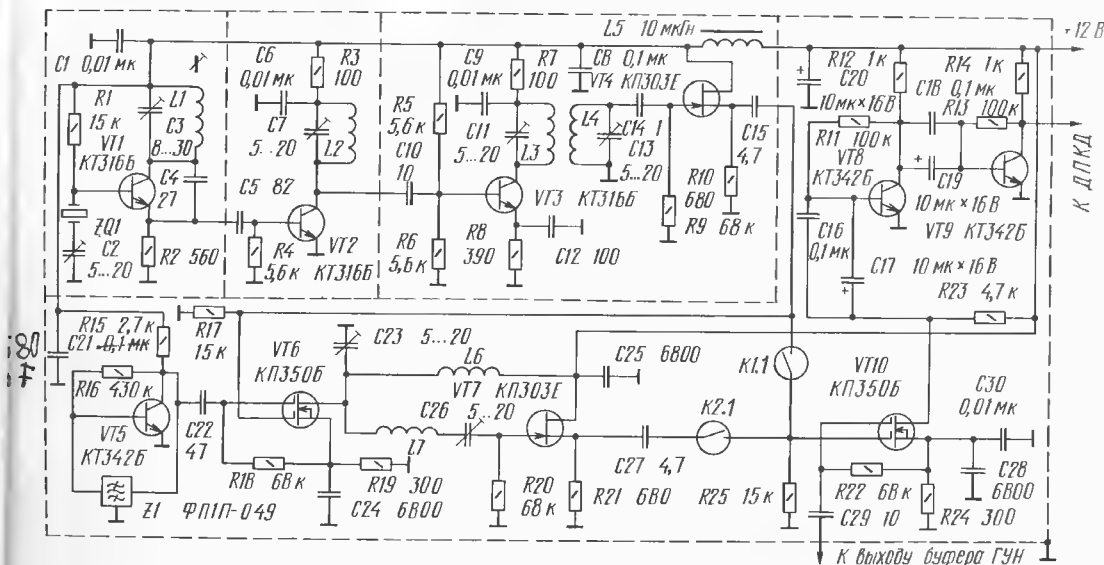 L5 10 мкГн
+12 В
C1 0,01 мк
R1
15 к
VT1
КТ316Б
ZQ1
C2
5...20
L1
C3
8...30
C4
27
R2 560
C5 82
C6
0,01 мк
R3
100
C7
5...20
L2
R4
5,6 к
VT2
КТ316Б
R5
5,6 к
C10
10
R6
5,6 к
C9
0,01 мк
R7
100
C11
5...20
L3
VT3
КТ316Б
R8
390
C12 100
L4
C8
0,1 мк
VT4 КП303Е
C14 1
C13
5...20
R10
680
R9 68 к
C15
4,7
R12 1 к
C20
10 мк×16 В
R11
100 к
VT8
КТ342Б
C18
0,1 мк
R14 1 к
R13
100 к
C19
10 мк×16 В
VT9 КТ342Б
К ДПКД
C16
0,1 мк
C17 10 мк×16 В
R23 4,7 к
R15 2,7 к
C21 0,1 мк
R16 430 к
VT5
КТ342Б
Z1 ФП1П-049
C22
47
R17
15 к
VT6
КП350Б
R18 68 к
R19 300
C24 6800
C23 5...20
L6
L7
C26
5...20
VT7 КП303Е
C25 6800
R20
68 к
R21 680
C27 4,7
K1.1
K2.1
R25 15 к
VT10
КП350Б
C30
0,01 мк
R22 68 к
C28
6800
R24 300
C29 10
К выходу буфера ГУН